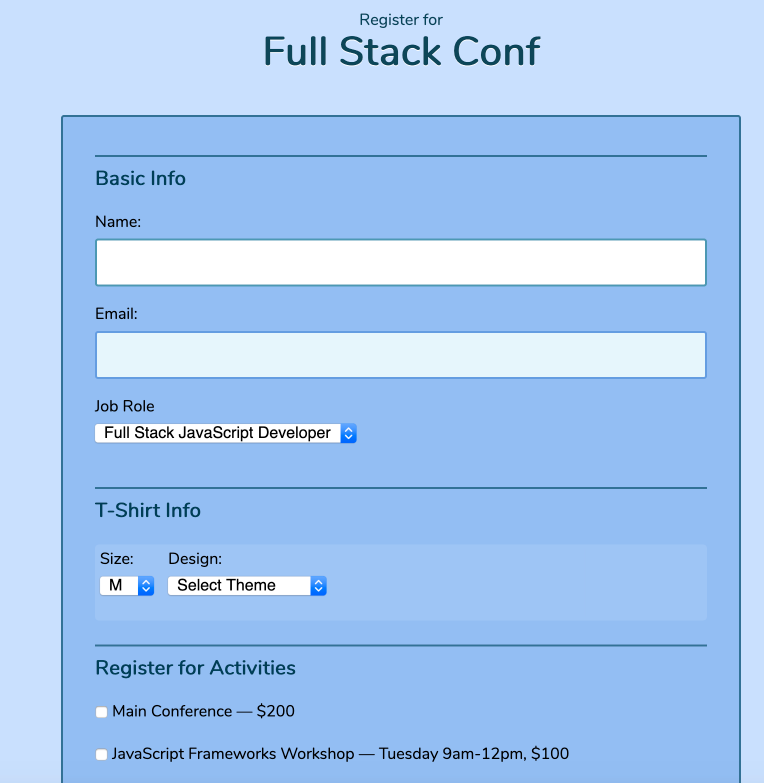 Register for
Full Stack Conf
Basic Info
Name:
Email:
Job Role
Full Stack JavaScript Developer
T-Shirt Info
Size: Design:
M Select Theme
Register for Activities
Main Conference — $200
JavaScript Frameworks Workshop — Tuesday 9am-12pm, $100